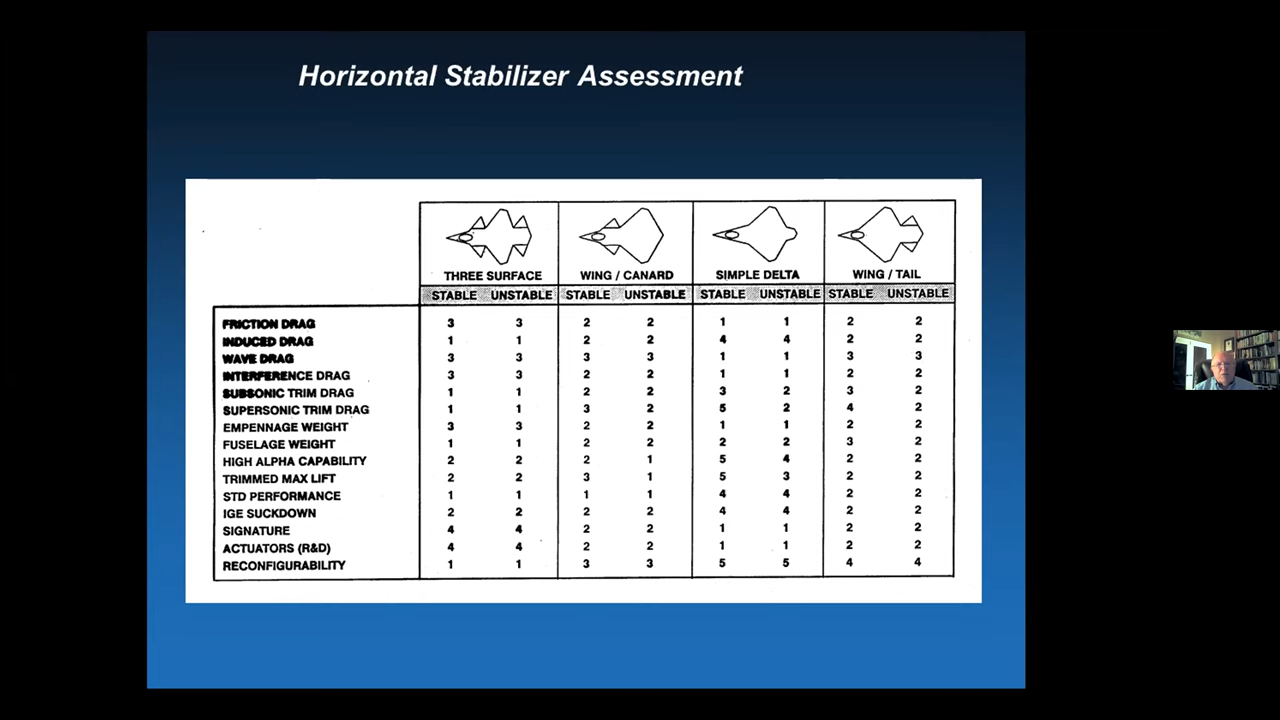 Horizontal Stabilizer Assessment
THREE SURFACE WING / CANARD SIMPLE DELTA WING / TAIL
STABLE UNSTABLE STABLE UNSTABLE STABLE UNSTABLE STABLE UNSTABLE
FRICTION DRAG 3 3 2 2 1 1 2 2
INDUCED DRAG 1 1 2 2 4 4 2 2
WAVE DRAG 3 3 3 3 1 1 3 3
INTERFERENCE DRAG 3 3 2 2 1 1 2 2
SUBSONIC TRIM DRAG 1 1 2 2 3 2 3 2
SUPERSONIC TRIM DRAG 1 1 3 2 5 2 4 2
EMPENNAGE WEIGHT 3 3 2 2 1 1 2 2
FUSELAGE WEIGHT 1 1 2 2 2 2 3 2
HIGH ALPHA CAPABILITY 2 2 2 1 5 4 2 2
TRIMMED MAX LIFT 2 2 3 1 5 3 2 2
STD PERFORMANCE 1 1 1 1 4 4 2 2
IGE SUCKDOWN 2 2 2 2 4 4 2 2
SIGNATURE 4 4 2 2 1 1 2 2
ACTUATORS (R&D) 4 4 2 2 1 1 2 2
RECONFIGURABILITY 1 1 3 3 5 5 4 4